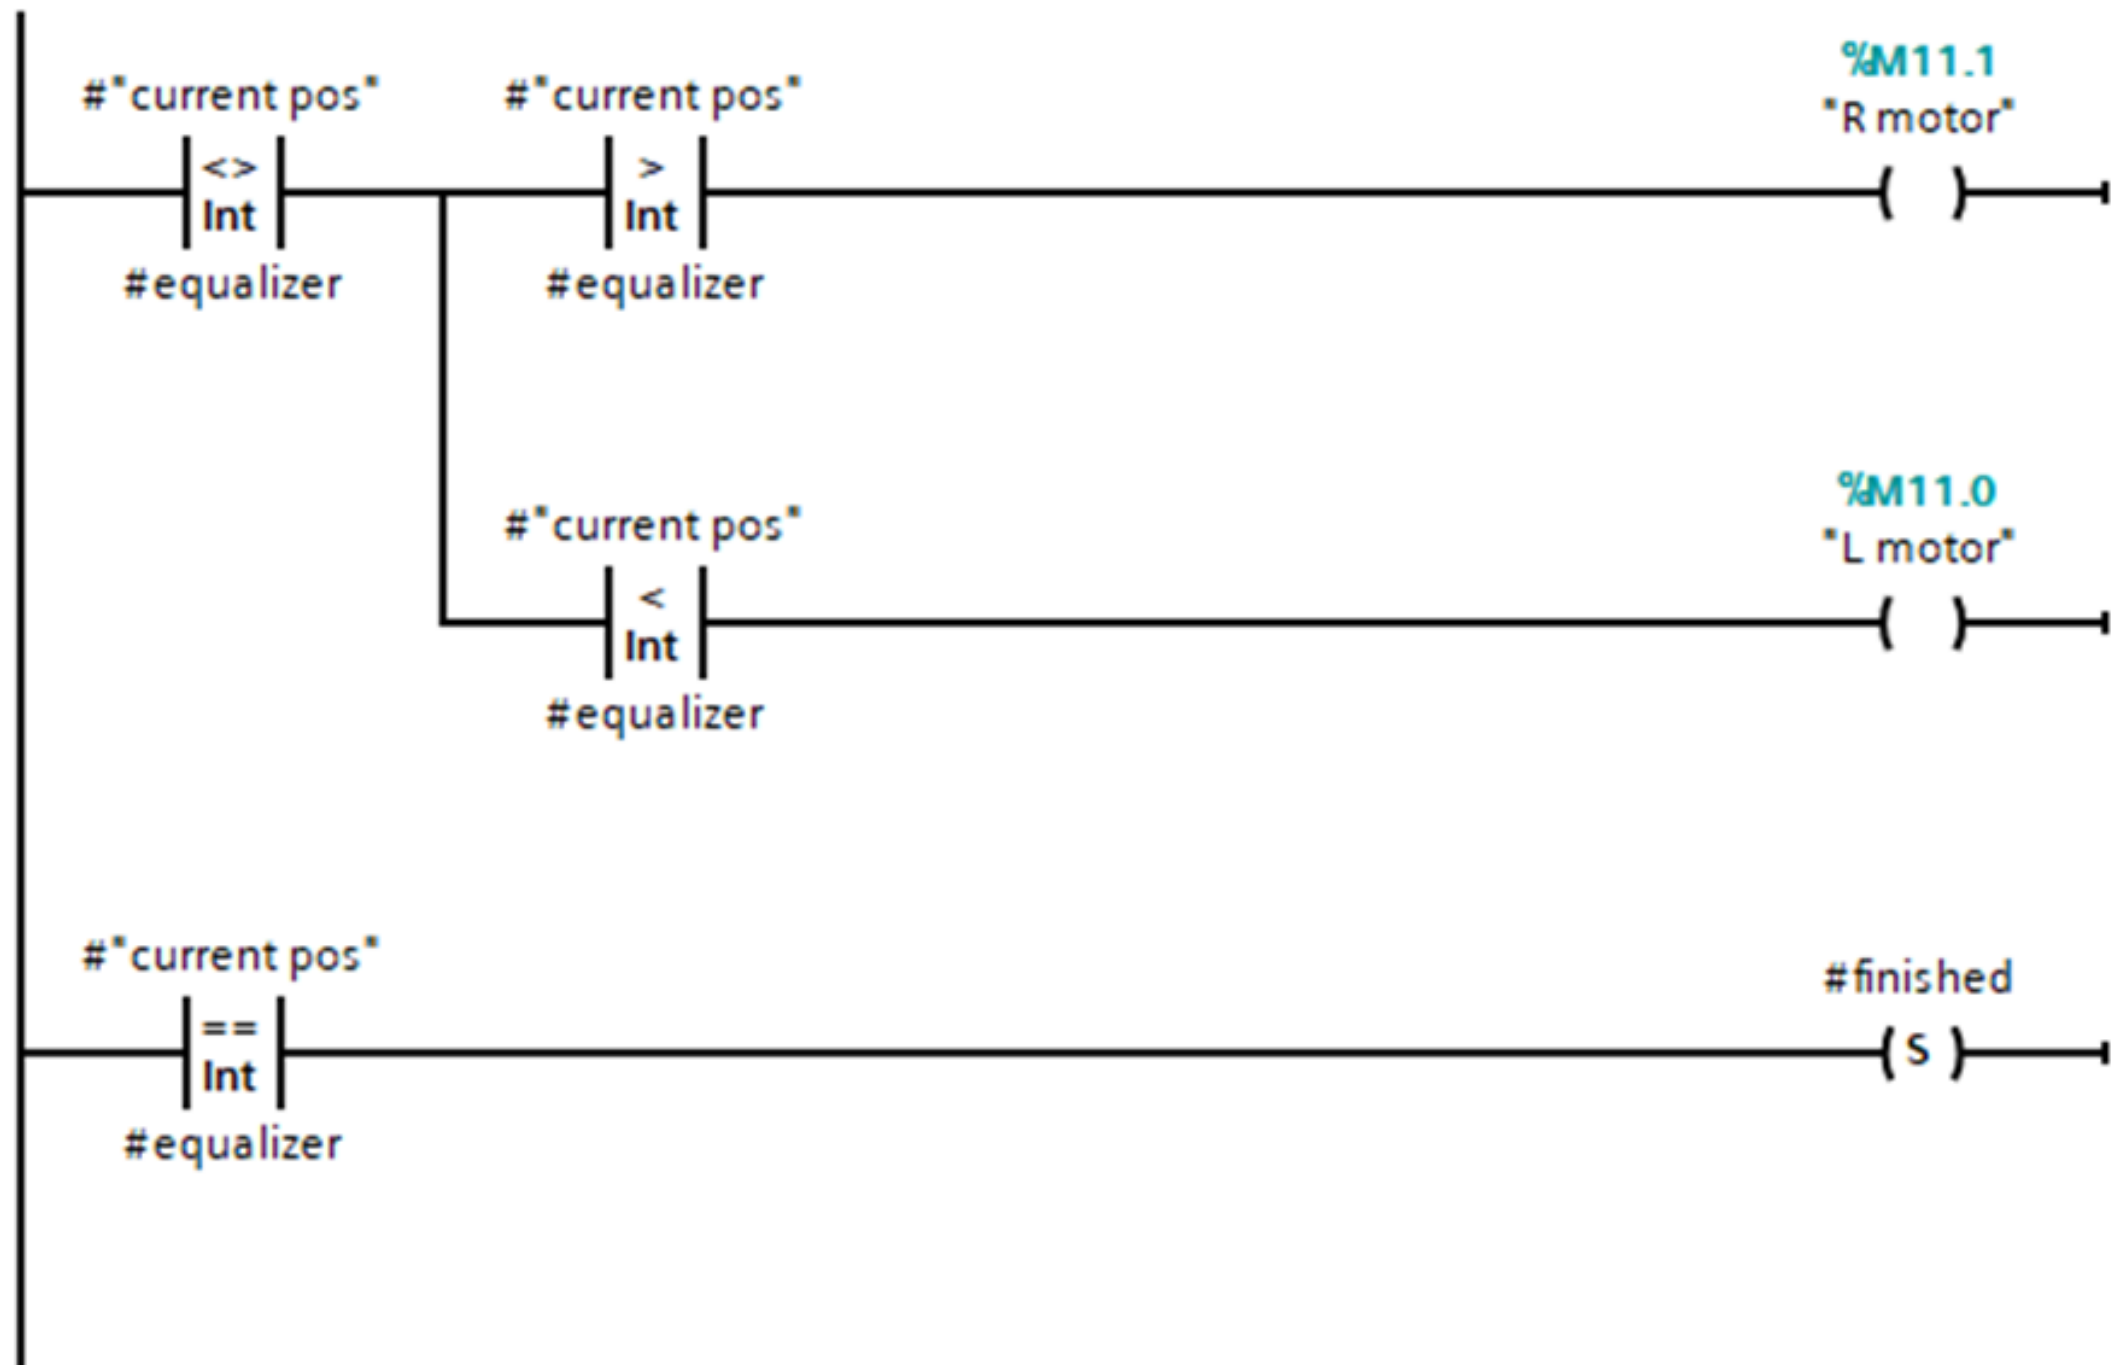 %M11.1
#"current pos" #"current pos" "R motor"
<> >
Int Int
#equalizer #equalizer
%M11.0
#"current pos" "L motor"
<
Int
#equalizer
#"current pos" #finished
==
S
Int
#equalizer